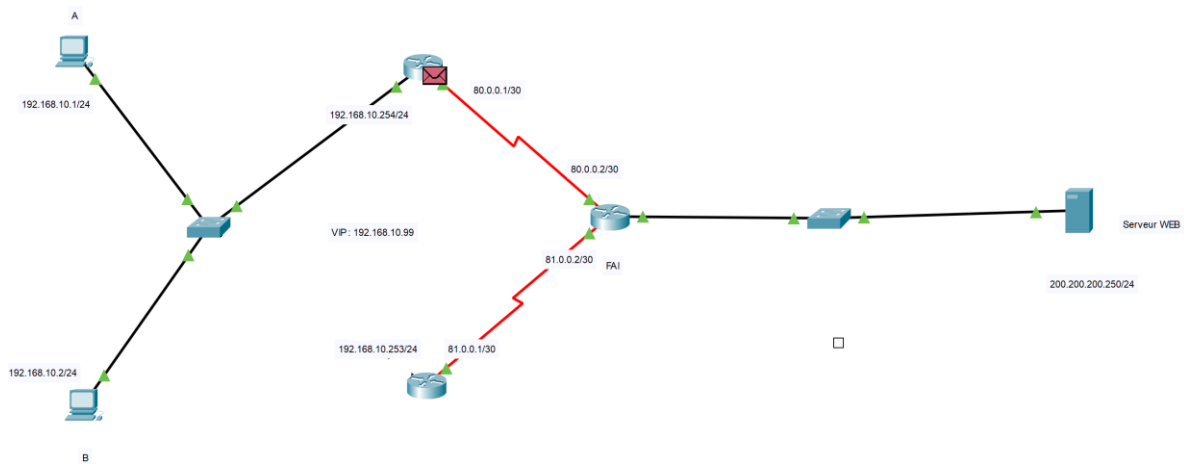 A
192.168.10.1/24
80.0.0.1/30
192.168.10.254/24
80.0.0.2/30
VIP: 192.168.10.99
Serveur WEB
81.0.0.2/30
FAI
200.200.200.250/24
192.168.10.253/24
81.0.0.1/30
192.168.10.2/24
B